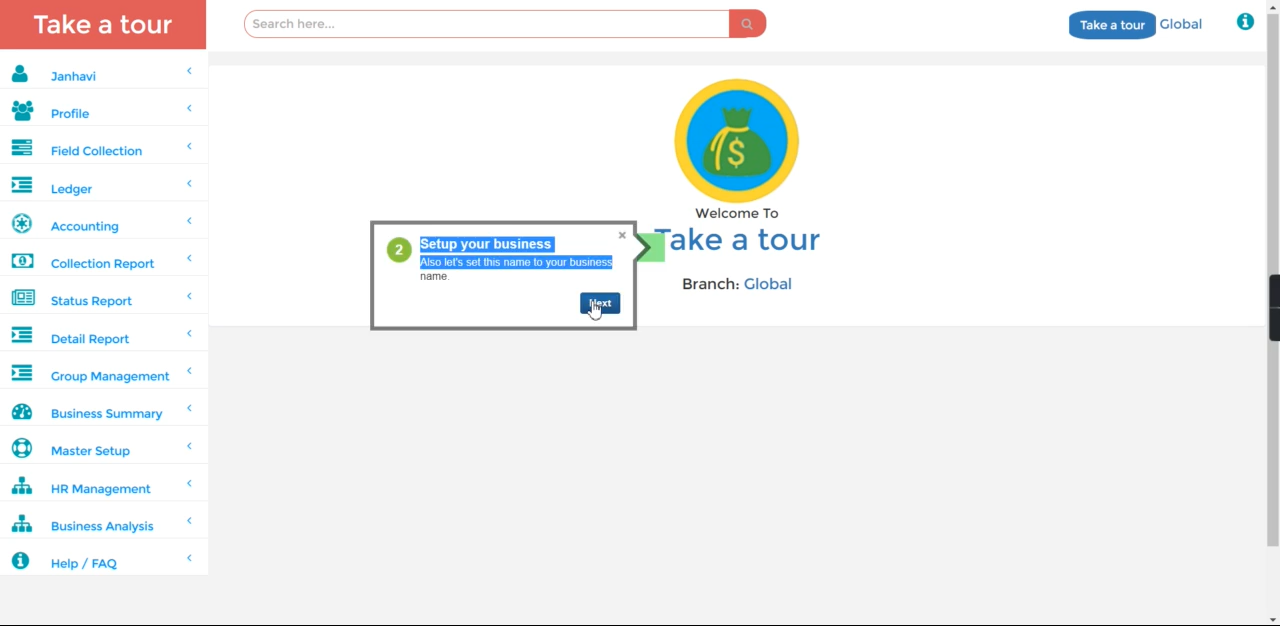 Take a tour
Search here...
Take a tour Global
Janhavi
Profile
Field Collection
Ledger
Accounting
Collection Report
Status Report
Detail Report
Group Management
Business Summary
Master Setup
HR Management
Business Analysis
Help / FAQ
$
Welcome To
Take a tour
Branch: Global
2
Setup your business
×
Also let's set this name to your business
name.
Next